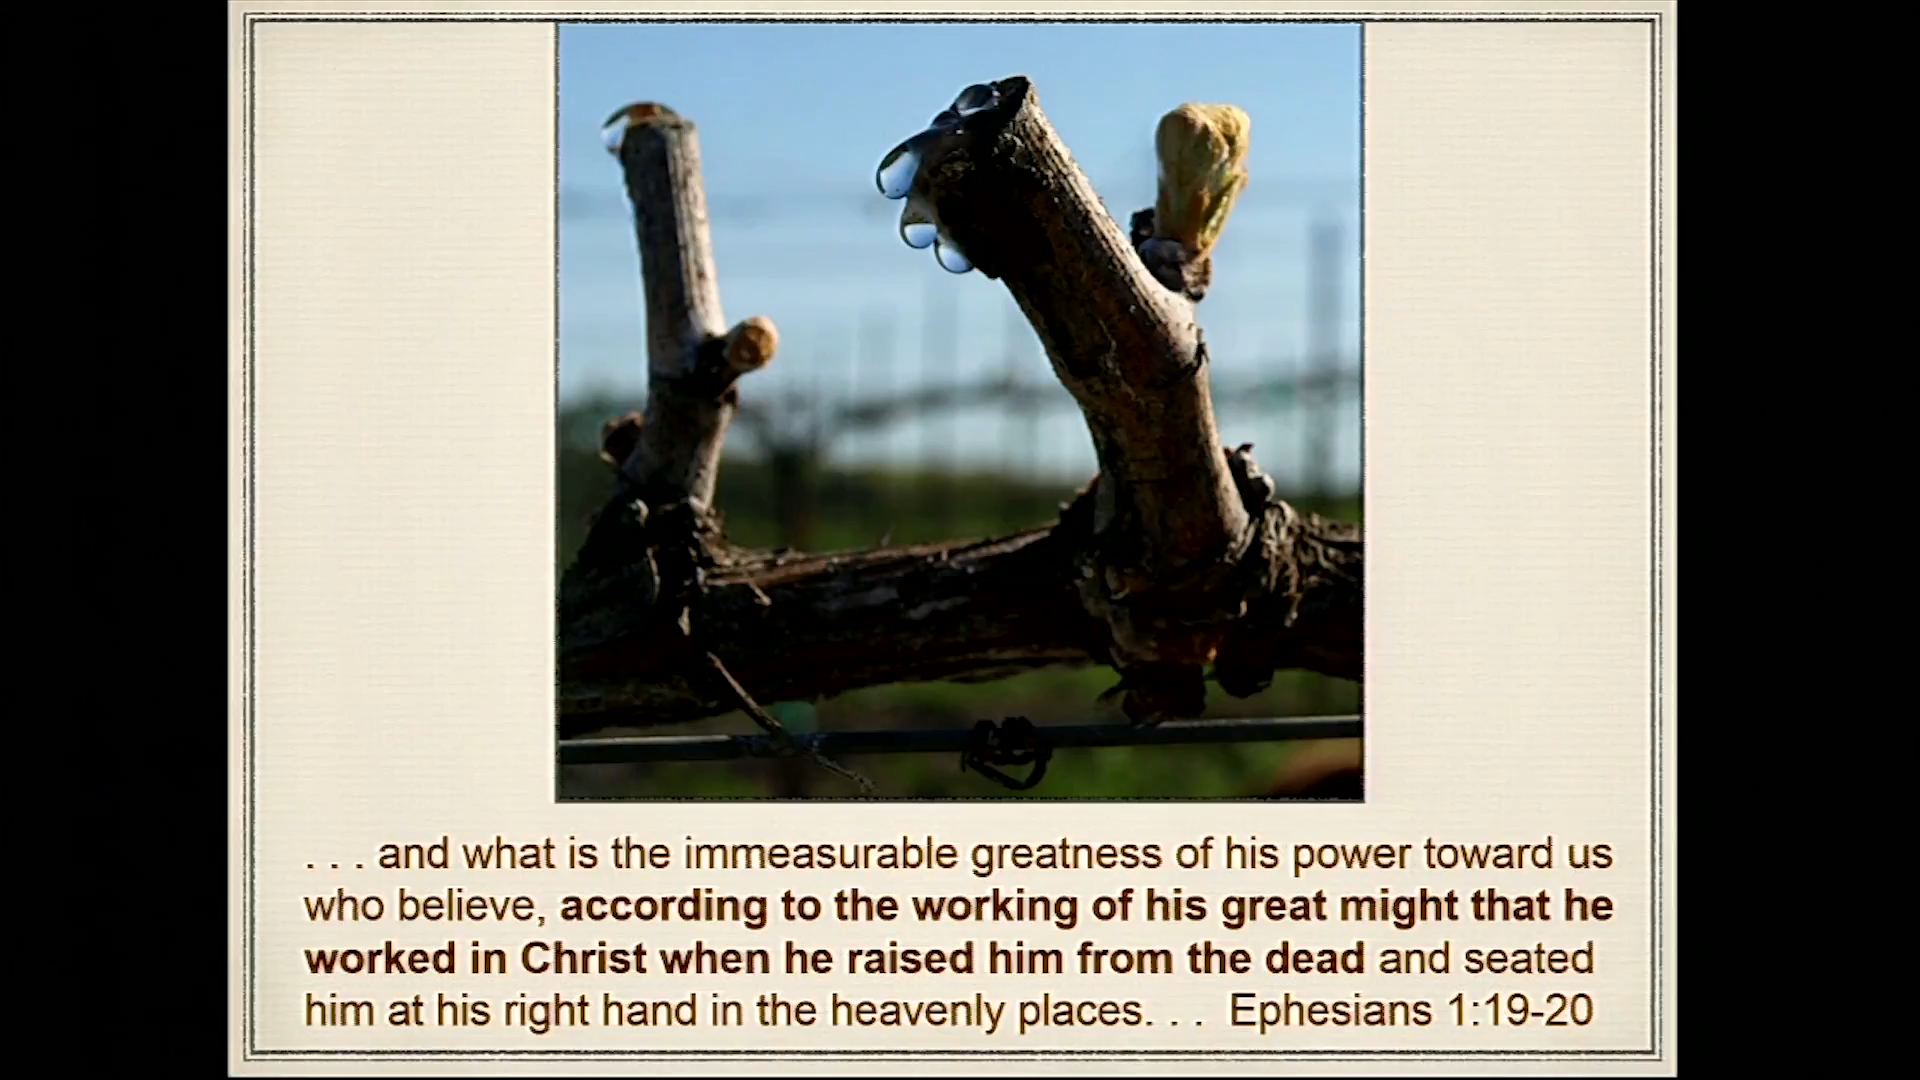 . . . and what is the immeasurable greatness of his power toward us
who believe, according to the working of his great might that he
worked in Christ when he raised him from the dead and seated
him at his right hand in the heavenly places. . .  Ephesians 1:19-20